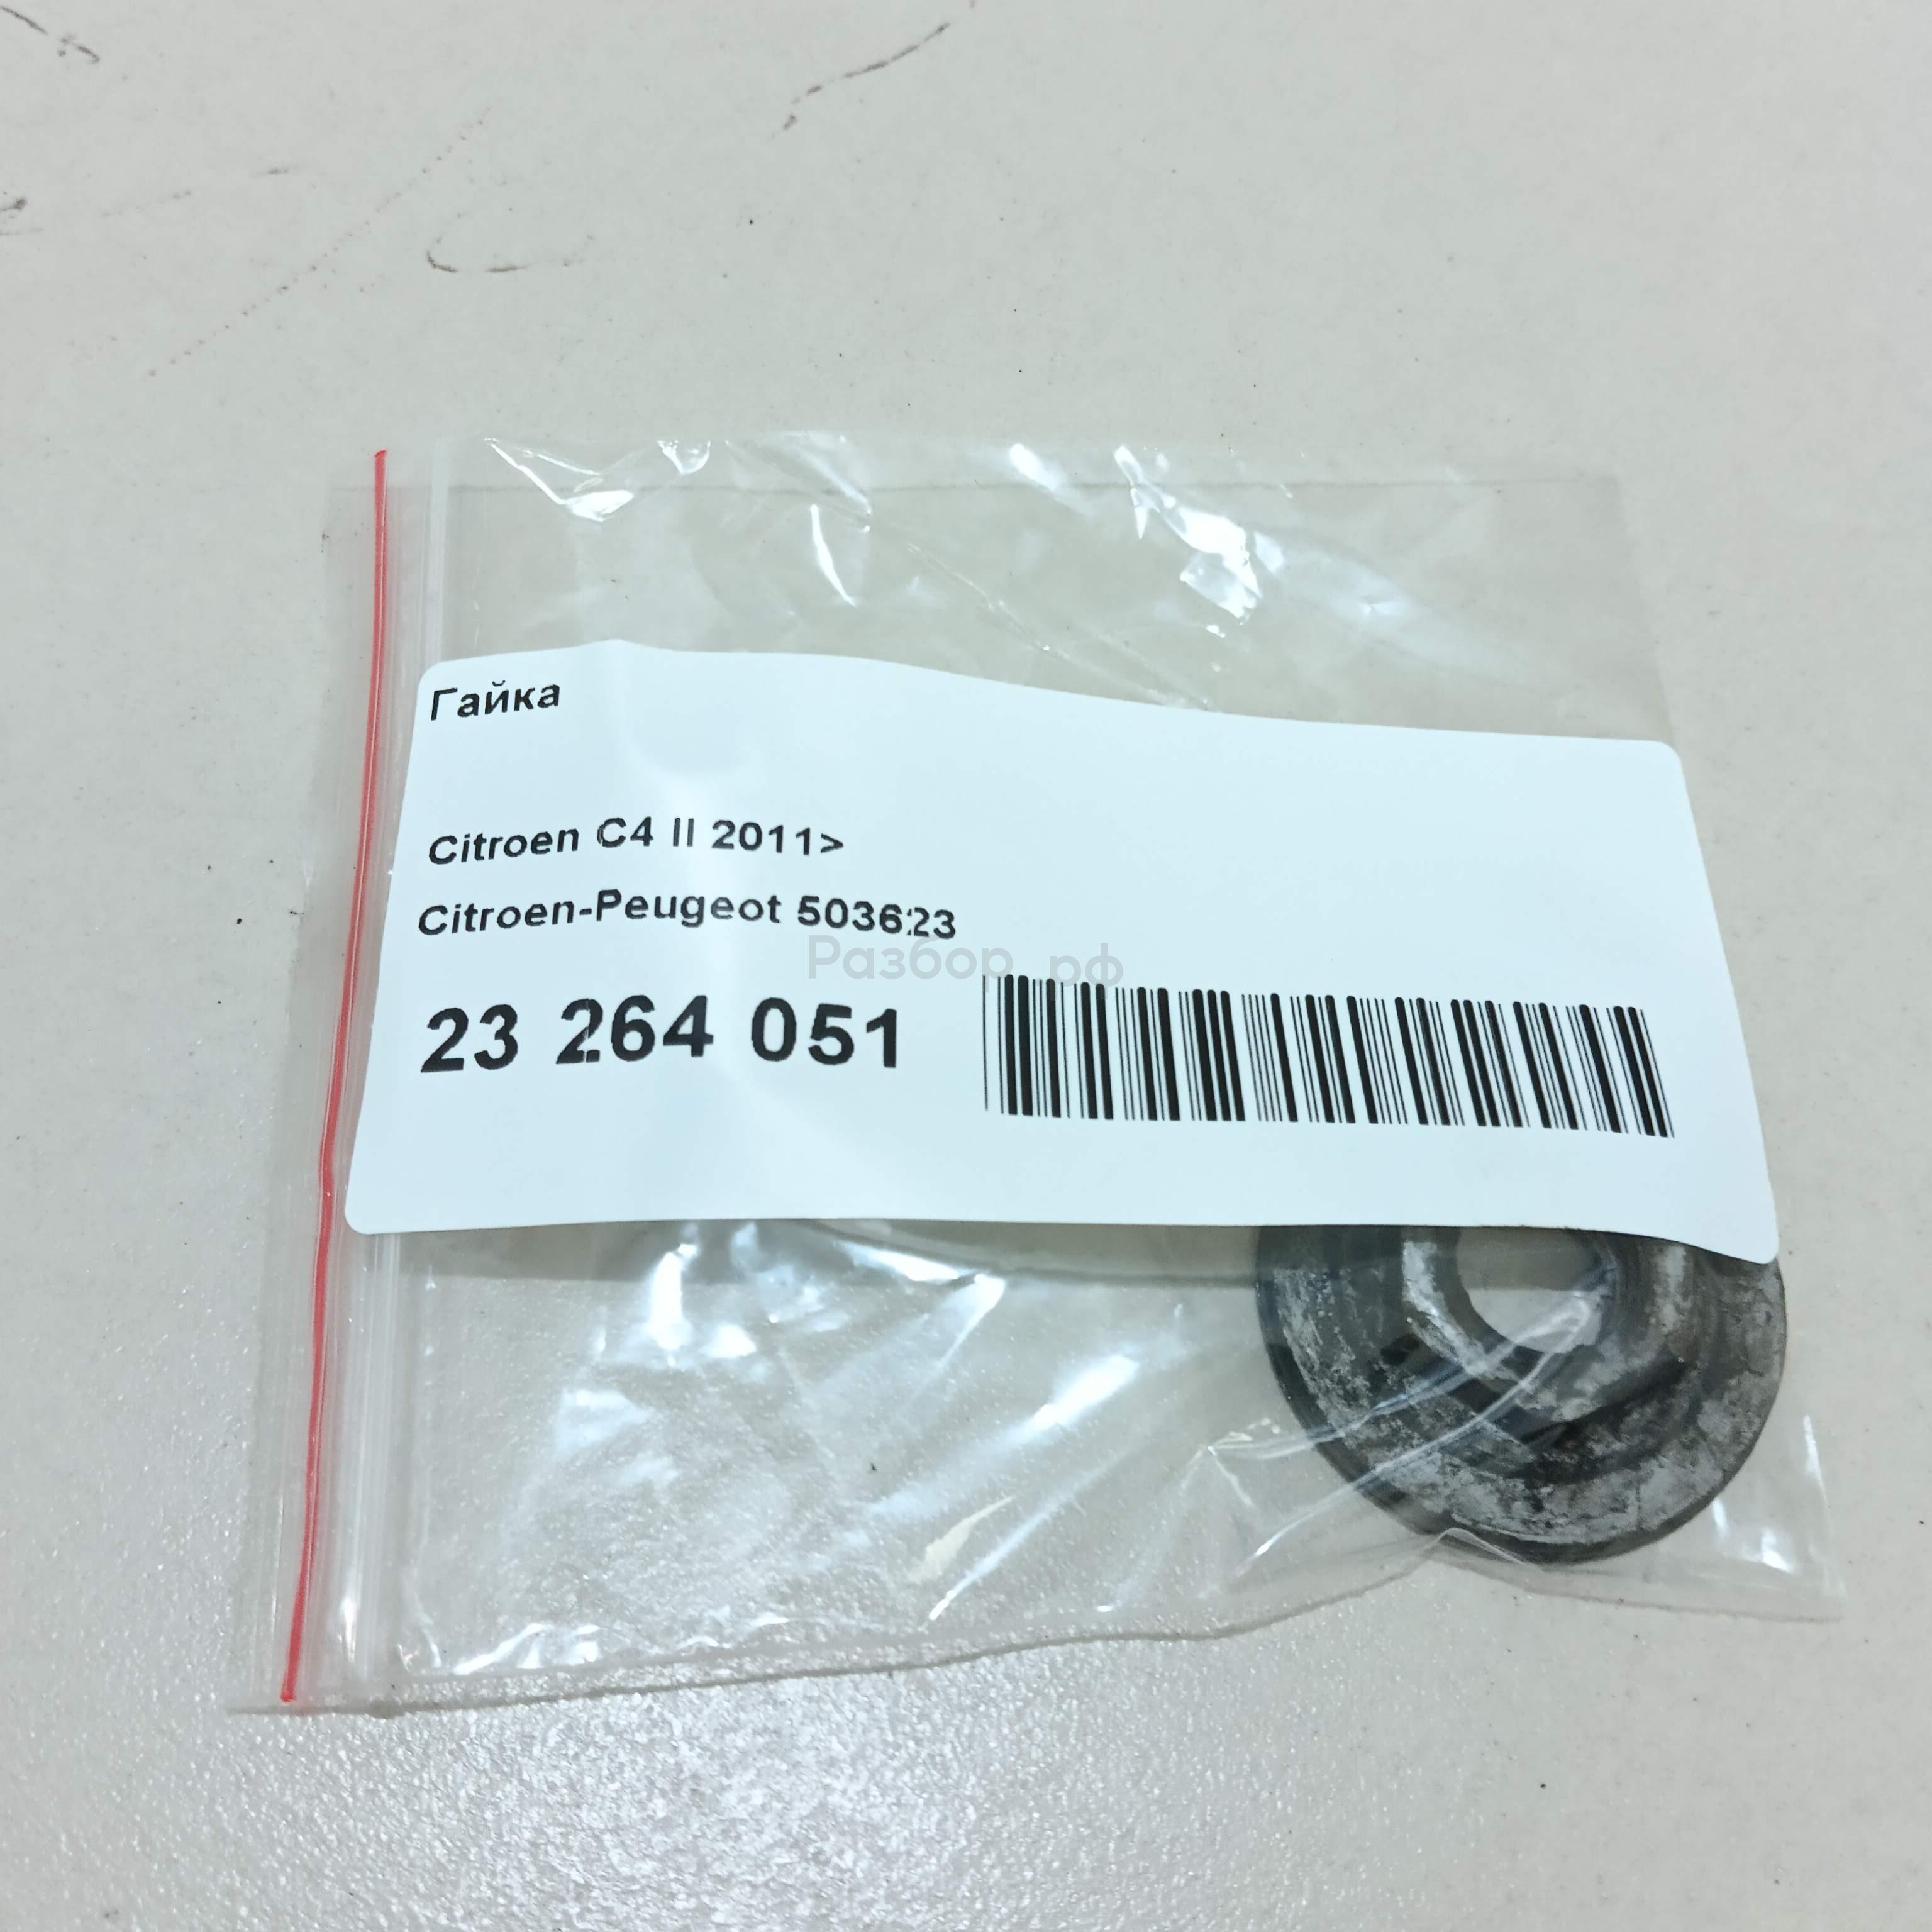 Гайка
Citroen C4 II 2011>
Citroen-Peugeot 503623
Разбор.рф
23 264 051